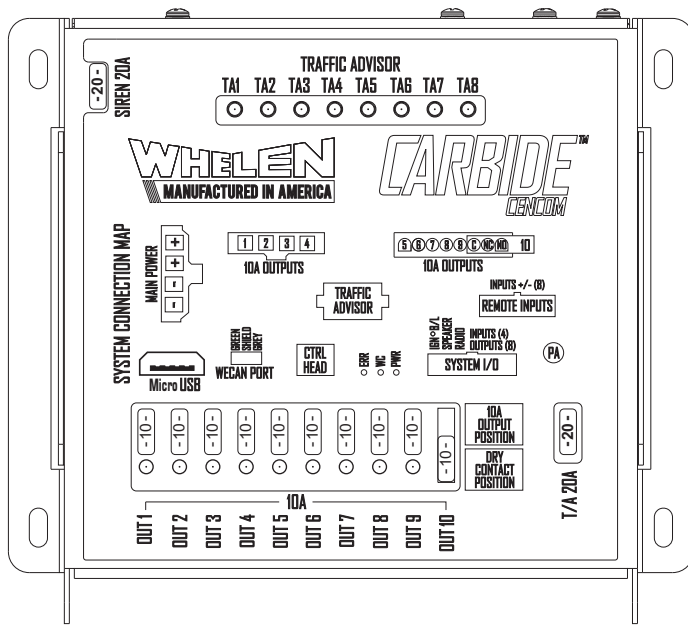 SIREN 20A
-20-
TRAFFIC ADVISOR
TA1 TA2 TA3 TA4 TA5 TA6 TA7 TA8
WHELEN
MANUFACTURED IN AMERICA
CARBIDE™
CENCOM
SYSTEM CONNECTION MAP
MAIN POWER
+
+
-
-
1 2 3 4
10A OUTPUTS
5 6 7 8 9 C NC NO 10
10A OUTPUTS
TRAFFIC
ADVISOR
INPUTS +/- (8)
REMOTE INPUTS
Micro USB
GREEN
SHIELD
GREY
WECAN PORT
CTRL
HEAD
ERR
WC
PWR
SPEAKER
RADIO
INPUTS (4)
OUTPUTS (8)
SYSTEM I/O
PA
-10- -10- -10- -10- -10- -10- -10- -10- -10- -10-
10A
OUTPUT
POSITION
DRY
CONTACT
POSITION
-20-
T/A 20A
10A
OUT 1
OUT 2
OUT 3
OUT 4
OUT 5
OUT 6
OUT 7
OUT 8
OUT 9
OUT 10